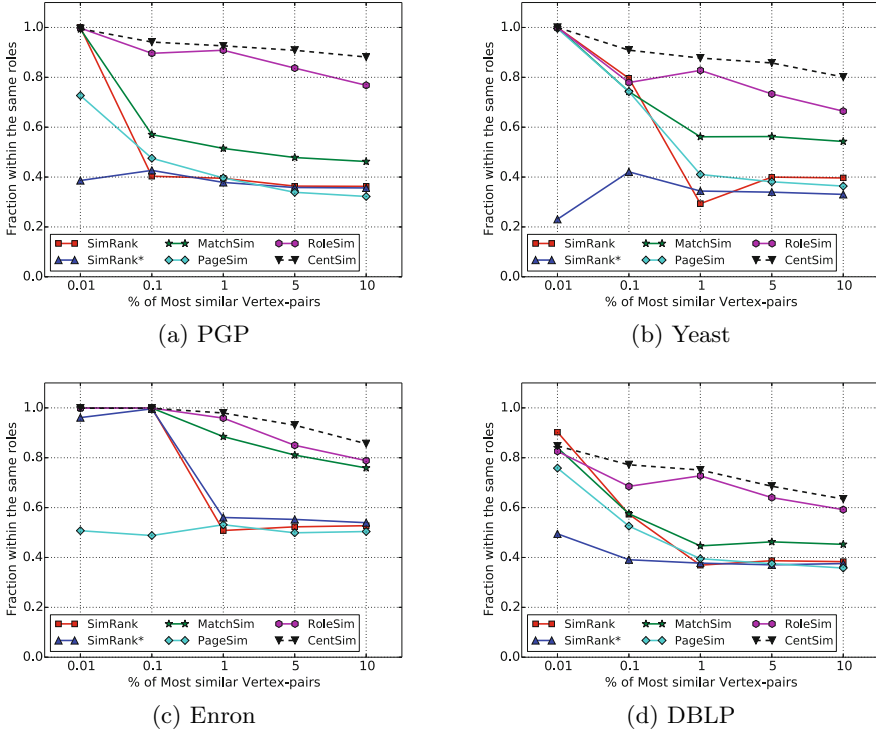 1.0
0.8
0.6
0.4
0.2
0.0
Fraction within the same roles
SimRank MatchSim RoleSim
SimRank* PageSim CentSim
0.01 0.1 1 5 10
% of Most similar Vertex-pairs
(a) PGP
1.0
0.8
0.6
0.4
0.2
0.0
Fraction within the same roles
SimRank MatchSim RoleSim
SimRank* PageSim CentSim
0.01 0.1 1 5 10
% of Most similar Vertex-pairs
(b) Yeast
1.0
0.8
0.6
0.4
0.2
0.0
Fraction within the same roles
SimRank MatchSim RoleSim
SimRank* PageSim CentSim
0.01 0.1 1 5 10
% of Most similar Vertex-pairs
(c) Enron
1.0
0.8
0.6
0.4
0.2
0.0
Fraction within the same roles
SimRank MatchSim RoleSim
SimRank* PageSim CentSim
0.01 0.1 1 5 10
% of Most similar Vertex-pairs
(d) DBLP